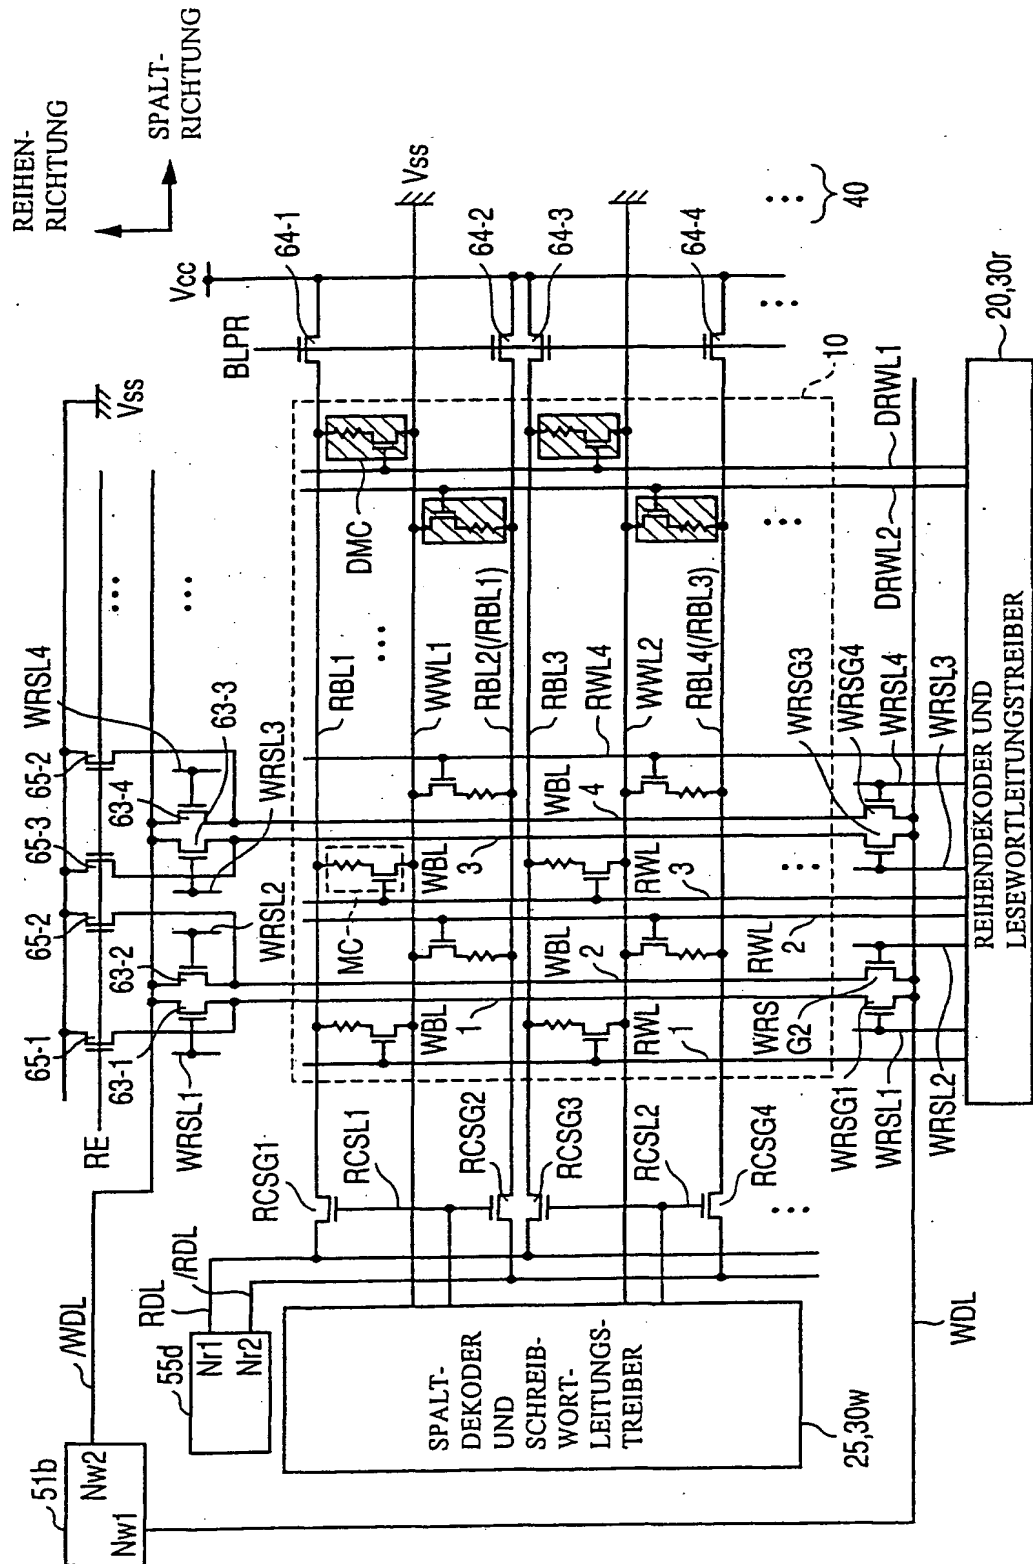 REIHEN-
RICHTUNG
SPALT-
RICHTUNG
51b
Nw2
Nw1
/WDL
RDL
/RDL
55d
Nr1
Nr2
SPALT-
DEKODER
UND
SCHREIB-
WORT-
LEITUNGS-
TREIBER
25,30w
WDL
RE
65-1
65-2
65-3
65-2
Vss
63-1
63-2
63-4
63-3
WRSL1
WRSL2
WRSL3
WRSL4
RCSG1
RCSL1
RCSG2
RCSG3
RCSL2
RCSG4
Vcc
BLPR
64-1
64-2
64-3
64-4
Vss
40
10
DMC
MC
RBL1
WWL1
RBL2(/RBL1)
RBL3
RWL4
WWL2
RBL4(/RBL3)
WBL
1
WBL
2
WBL
3
WBL
4
RWL
1
RWL
2
RWL
3
WRS
G2
WRSG1
WRSL1
WRSL2
WRSG3
WRSG4
WRSL4
WRSL3
DRWL2
DRWL1
REIHENDEKODER UND
LESEWORTLEITUNGSTREIBER
20,30r